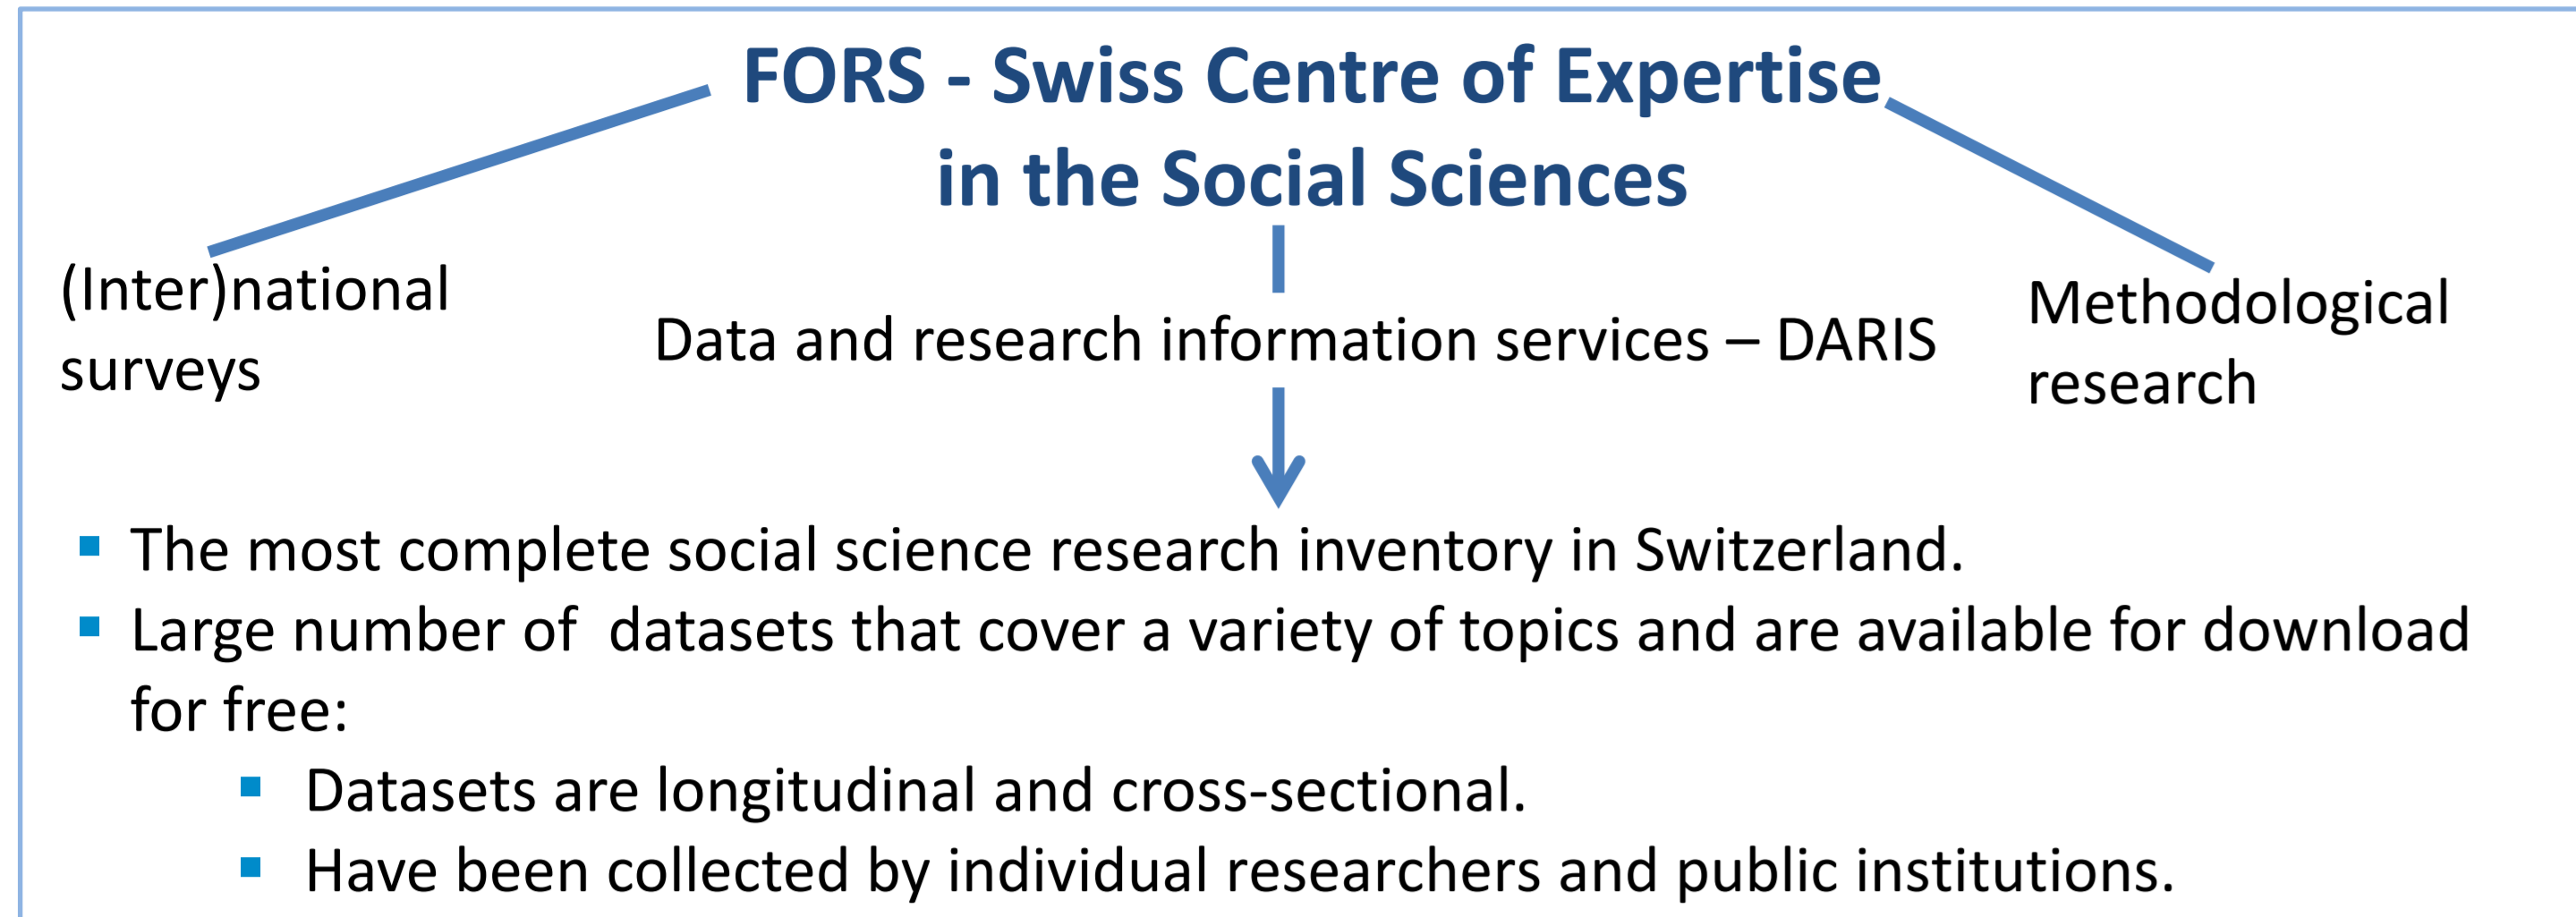 FORS - Swiss Centre of Expertise
in the Social Sciences
(Inter)national
surveys
Data and research information services – DARIS
Methodological
research
▪ The most complete social science research inventory in Switzerland.
▪ Large number of  datasets that cover a variety of topics and are available for download
for free:
▪ Datasets are longitudinal and cross-sectional.
▪ Have been collected by individual researchers and public institutions.